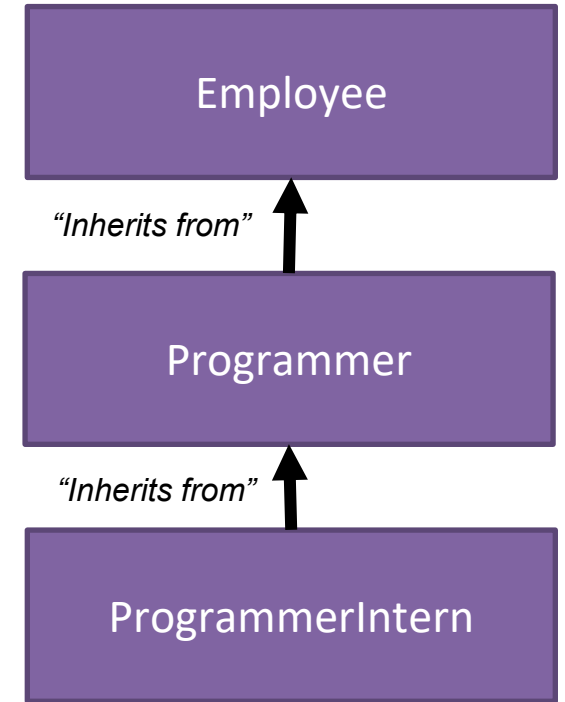 Employee
“Inherits from”
Programmer
“Inherits from”
ProgrammerIntern